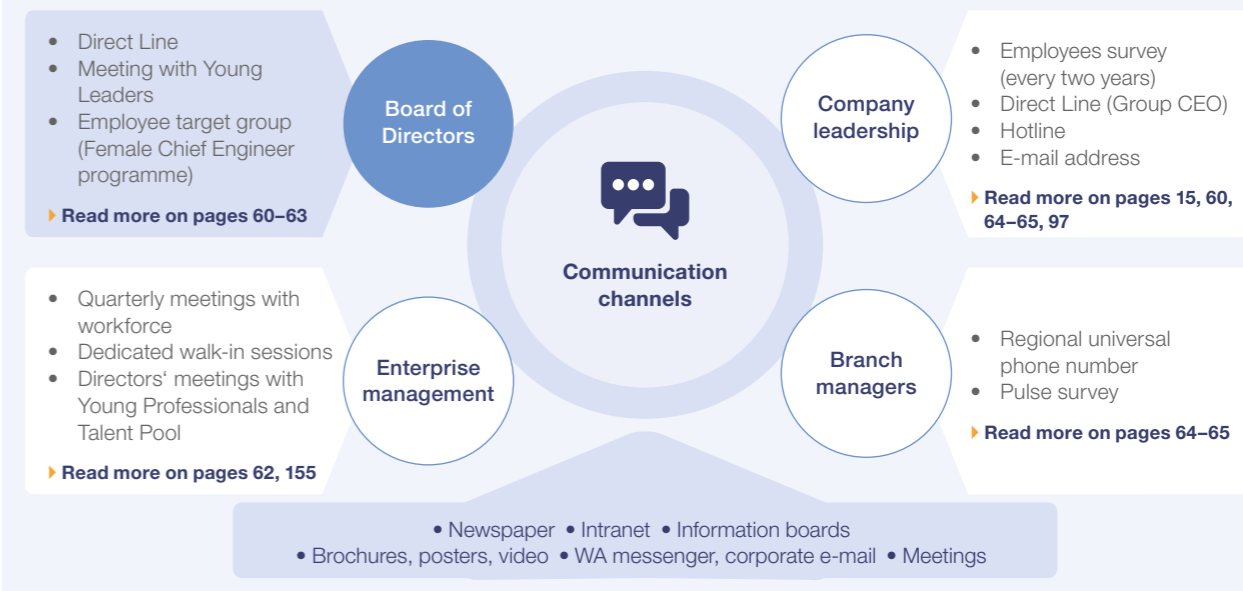 • Direct Line
• Meeting with Young
Leaders
• Employee target group
(Female Chief Engineer
programme)
Read more on pages 60–63
Board of
Directors
Company
leadership
• Employees survey
(every two years)
• Direct Line (Group CEO)
• Hotline
• E-mail address
Read more on pages 15, 60,
64–65, 97
Communication
channels
• Quarterly meetings with
workforce
• Dedicated walk-in sessions
• Directors‘ meetings with
Young Professionals and
Talent Pool
Read more on pages 62, 155
Enterprise
management
Branch
managers
• Regional universal
phone number
• Pulse survey
Read more on pages 64–65
• Newspaper • Intranet • Information boards
• Brochures, posters, video • WA messenger, corporate e-mail • Meetings